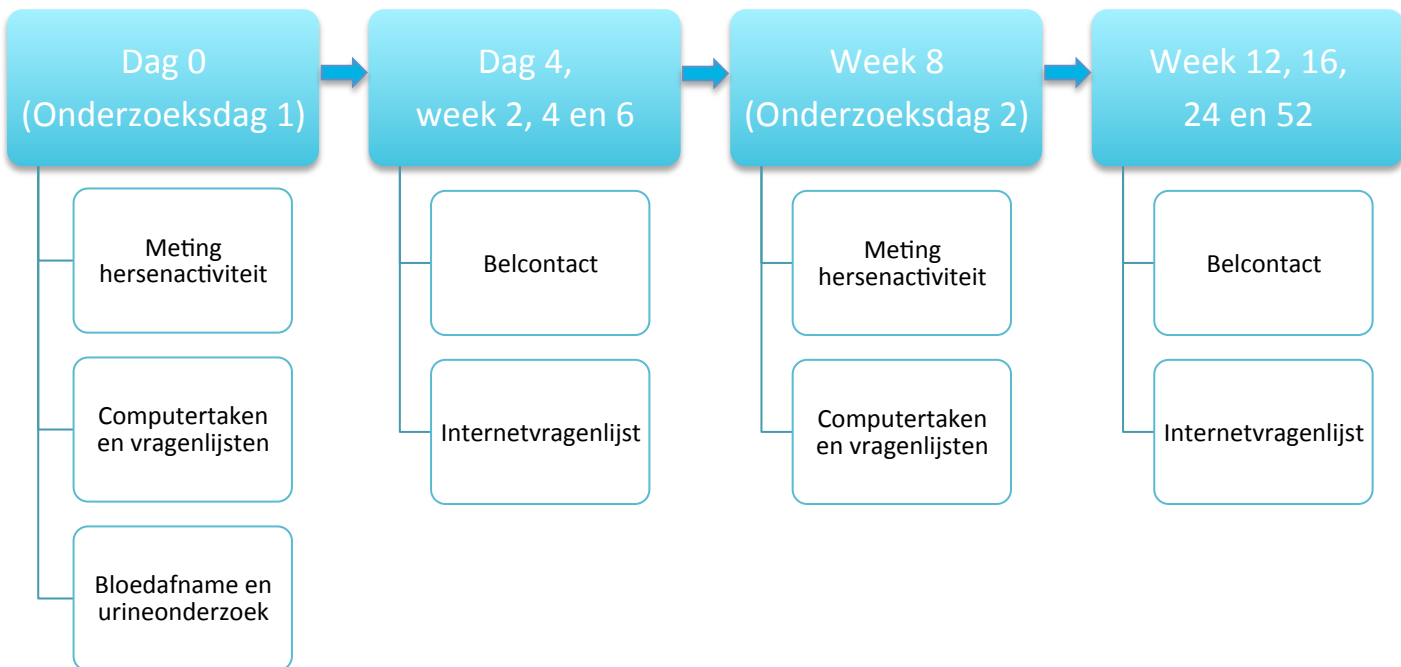 Dag 0
(Onderzoeksdag 1)
Meting
hersenactiviteit
Computertaken
en vragenlijsten
Bloedafname en
urineonderzoek
Dag 4,
week 2, 4 en 6
Belcontact
Internetvragenlijst
Week 8
(Onderzoeksdag 2)
Meting
hersenactiviteit
Computertaken
en vragenlijsten
Week 12, 16,
24 en 52
Belcontact
Internetvragenlijst